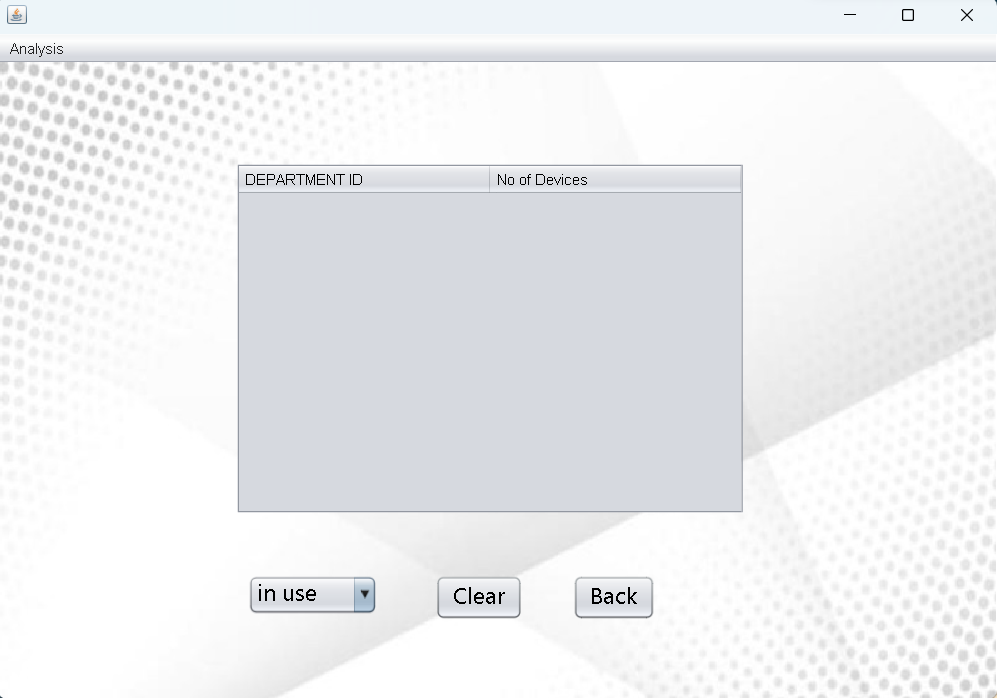 Analysis
DEPARTMENT ID No of Devices
in use Clear Back